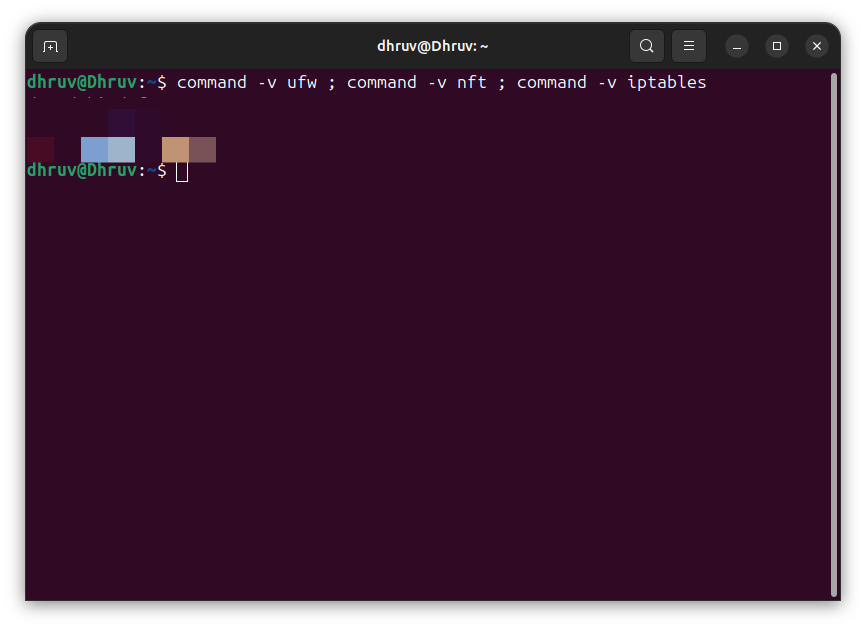 dhruv@Dhruv: ~
dhruv@Dhruv:~$ command -v ufw ; command -v nft ; command -v iptables
dhruv@Dhruv:~$